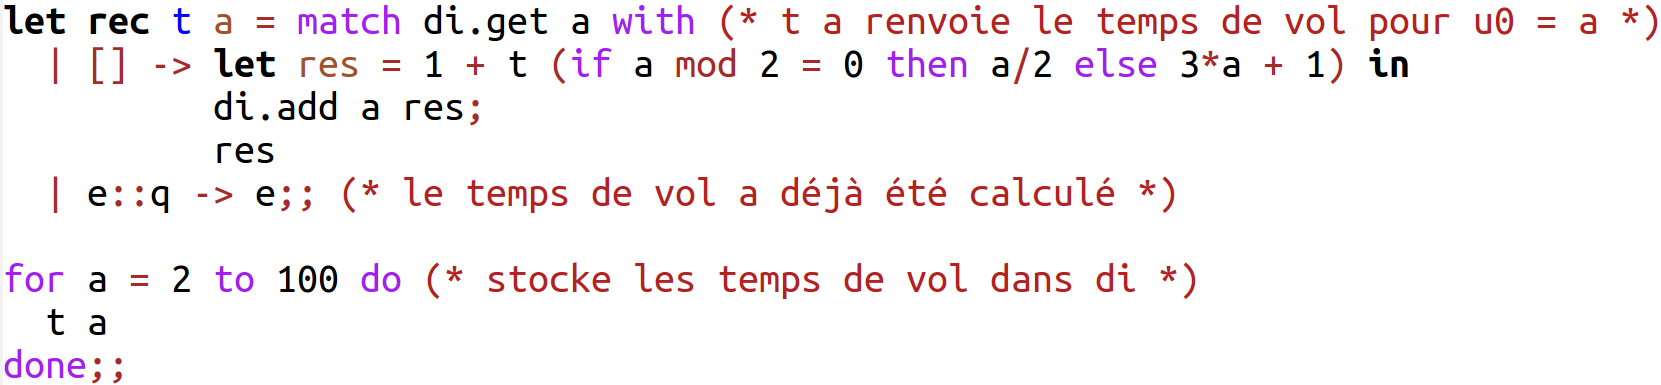 let rec t a = match di.get a with (* t a renvoie le temps de vol pour u0 = a *)
  | [] -> let res = 1 + t (if a mod 2 = 0 then a/2 else 3*a + 1) in
          di.add a res;
          res
  | e::q -> e;; (* le temps de vol a déjà été calculé *)

for a = 2 to 100 do (* stocke les temps de vol dans di *)
  t a
done;;